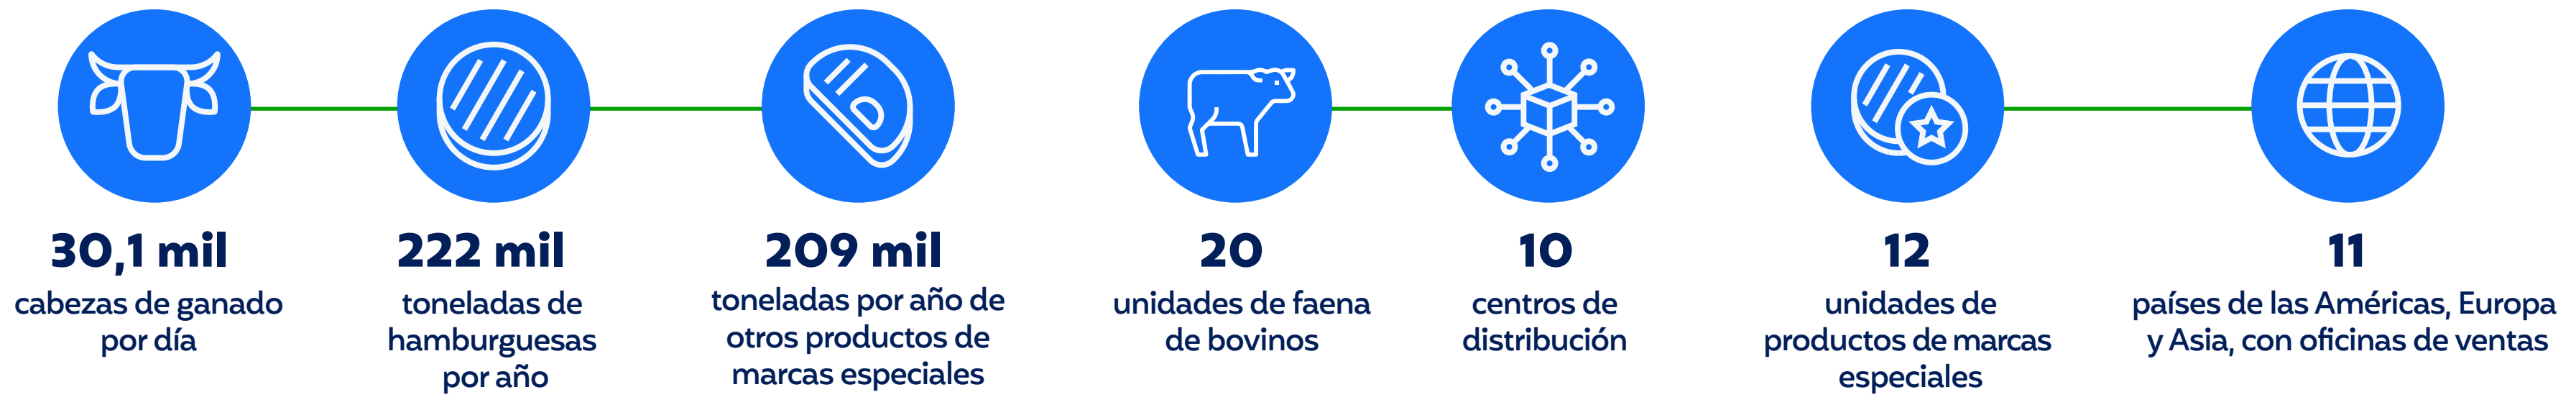 30,1 mil
cabezas de ganado
por día
222 mil
toneladas de
hamburguesas
por año
209 mil
toneladas por año de
otros productos de
marcas especiales
20
unidades de faena
de bovinos
10
centros de
distribución
12
unidades de
productos de marcas
especiales
11
países de las Américas, Europa
y Asia, con oficinas de ventas